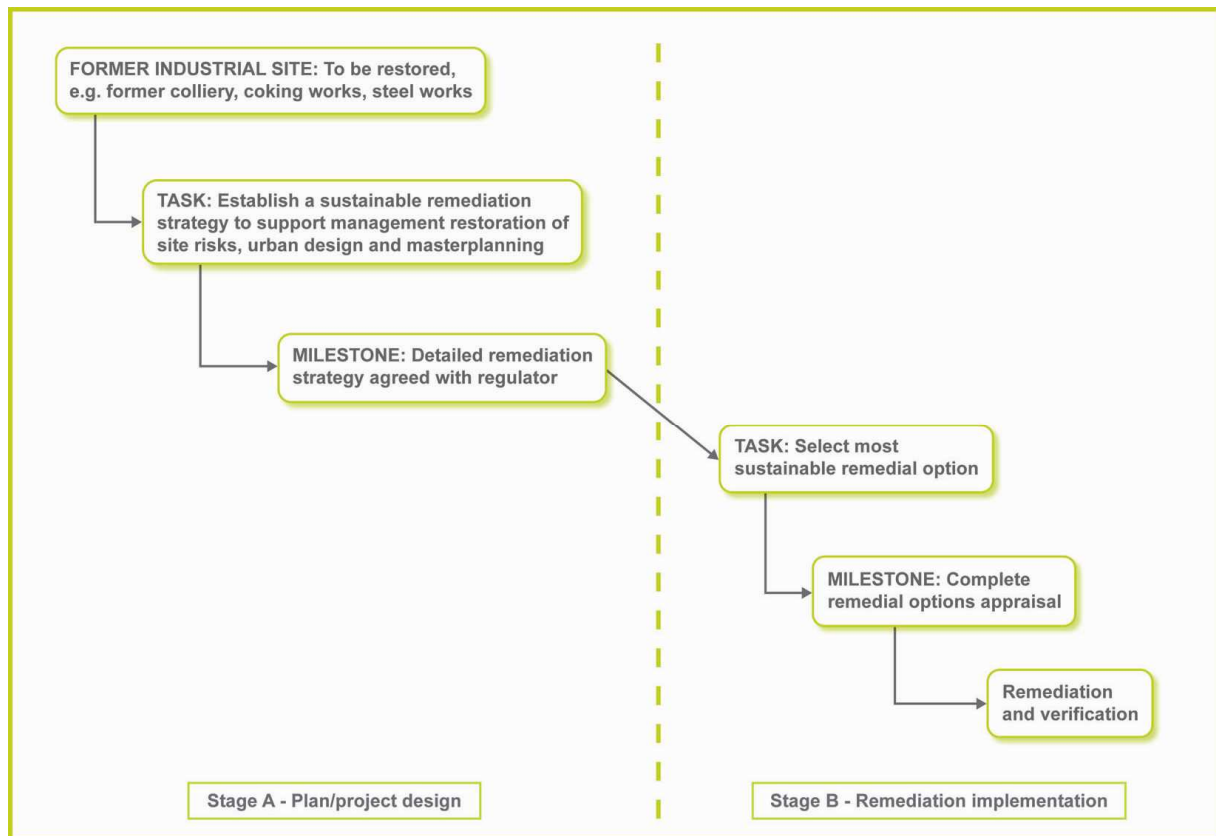 FORMER INDUSTRIAL SITE: To be restored,
e.g. former colliery, coking works, steel works
TASK: Establish a sustainable remediation
strategy to support management restoration of
site risks, urban design and masterplanning
MILESTONE: Detailed remediation
strategy agreed with regulator
TASK: Select most
sustainable remedial option
MILESTONE: Complete
remedial options appraisal
Remediation
and verification
Stage A - Plan/project design
Stage B - Remediation implementation